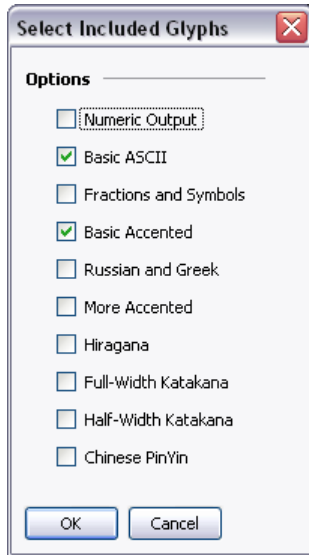 Select Included Glyphs
Options
Numeric Output
Basic ASCII
Fractions and Symbols
Basic Accented
Russian and Greek
More Accented
Hiragana
Full-Width Katakana
Half-Width Katakana
Chinese PinYin
OK Cancel